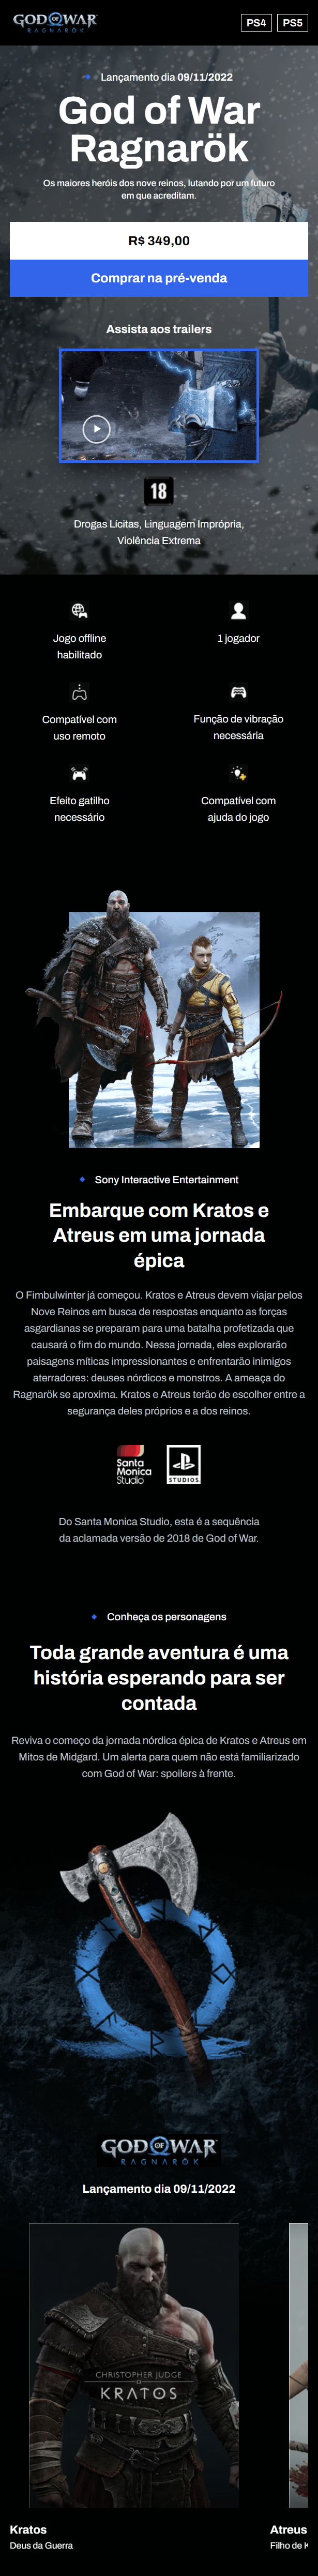 GOD OF WAR
RAGNARÖK
PS4
PS5
Lançamento dia 09/11/2022
God of War
Ragnarök
Os maiores heróis dos nove reinos, lutando por um futuro
em que acreditam.
R$ 349,00
Comprar na pré-venda
Assista aos trailers
18
Drogas Lícitas, Linguagem Imprópria,
Violência Extrema
Jogo offline
habilitado
1 jogador
Compatível com
uso remoto
Função de vibração
necessária
Efeito gatilho
necessário
Compatível com
ajuda do jogo
Sony Interactive Entertainment
Embarque com Kratos e
Atreus em uma jornada
épica
O Fimbulwinter já começou. Kratos e Atreus devem viajar pelos
Nove Reinos em busca de respostas enquanto as forças
asgardianas se preparam para uma batalha profetizada que
causará o fim do mundo. Nessa jornada, eles explorarão
paisagens míticas impressionantes e enfrentarão inimigos
aterradores: deuses nórdicos e monstros. A ameaça do
Ragnarök se aproxima. Kratos e Atreus terão de escolher entre a
segurança deles próprios e a dos reinos.
Santa
Monica
Studio
STUDIOS
Do Santa Monica Studio, esta é a sequência
da aclamada versão de 2018 de God of War.
Conheça os personagens
Toda grande aventura é uma
história esperando para ser
contada
Reviva o começo da jornada nórdica épica de Kratos e Atreus em
Mitos de Midgard. Um alerta para quem não está familiarizado
com God of War: spoilers à frente.
GOD OF WAR
RAGNARÖK
Lançamento dia 09/11/2022
CHRISTOPHER JUDGE
KRATOS
Kratos
Deus da Guerra
Atreus
Filho de K